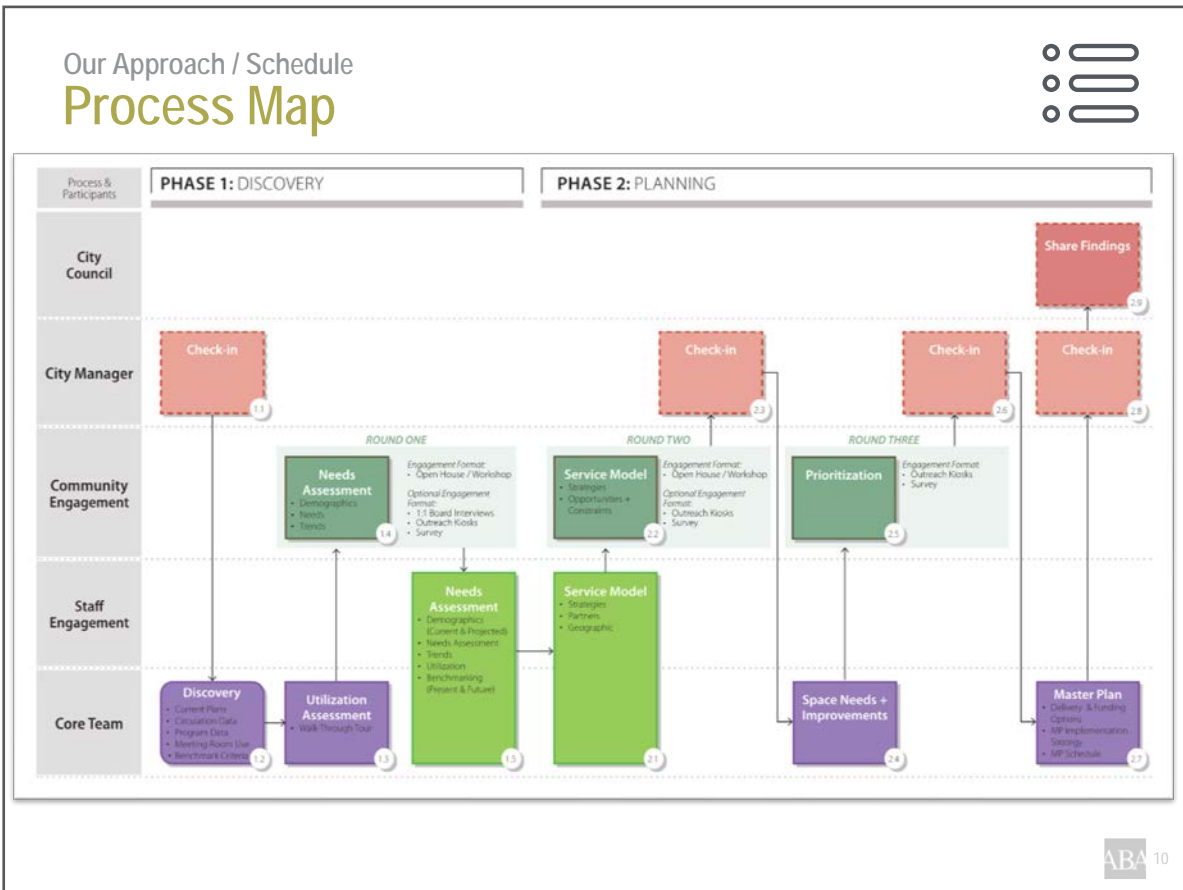 Our Approach / Schedule
Process Map
Process &
Participants
PHASE 1: DISCOVERY
PHASE 2: PLANNING
City
Council
Share Findings
2.9
City Manager
Check-in
1.1
Check-in
2.3
Check-in
2.6
Check-in
2.8
Community
Engagement
ROUND ONE
Needs
Assessment
• Demographics
• Needs
• Trends
1.4
Engagement Format:
• Open House / Workshop
Optional Engagement
Format:
• 1:1 Board Interviews
• Outreach Kiosks
• Survey
ROUND TWO
Service Model
• Strategies
• Opportunities +
Constraints
2.2
Engagement Format:
• Open House / Workshop
Optional Engagement
Format:
• Outreach Kiosks
• Survey
ROUND THREE
Prioritization
2.5
Engagement Format:
• Outreach Kiosks
• Survey
Staff
Engagement
Needs
Assessment
• Demographics
(Current & Projected)
• Needs Assessment
• Trends
• Utilization
• Benchmarking
(Present & Future)
1.5
Service Model
• Strategies
• Partners
• Geographic
2.1
Core Team
Discovery
• Current Plans
• Circulation Data
• Program Data
• Meeting Room Use
• Benchmark Criteria
1.2
Utilization
Assessment
• Walk-Through Tour
1.3
Space Needs +
Improvements
2.4
Master Plan
• Delivery & Funding
Options
• MP Implementation
Strategy
• MP Schedule
2.7
ABA 10